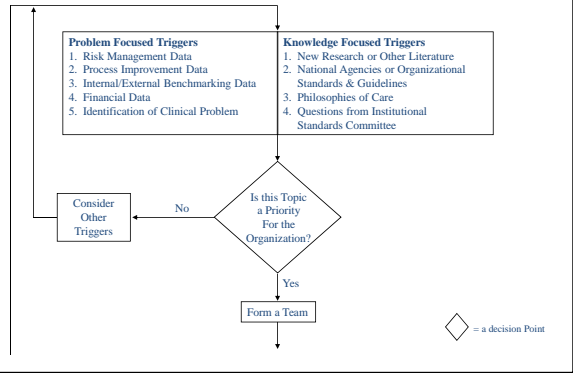 Problem Focused Triggers
1. Risk Management Data
2. Process Improvement Data
3. Internal/External Benchmarking Data
4. Financial Data
5. Identification of Clinical Problem
Knowledge Focused Triggers
1. New Research or Other Literature
2. National Agencies or Organizational
Standards & Guidelines
3. Philosophies of Care
4. Questions from Institutional
Standards Committee
Is this Topic
a Priority
For the
Organization?
No
Consider
Other
Triggers
Yes
Form a Team
= a decision Point